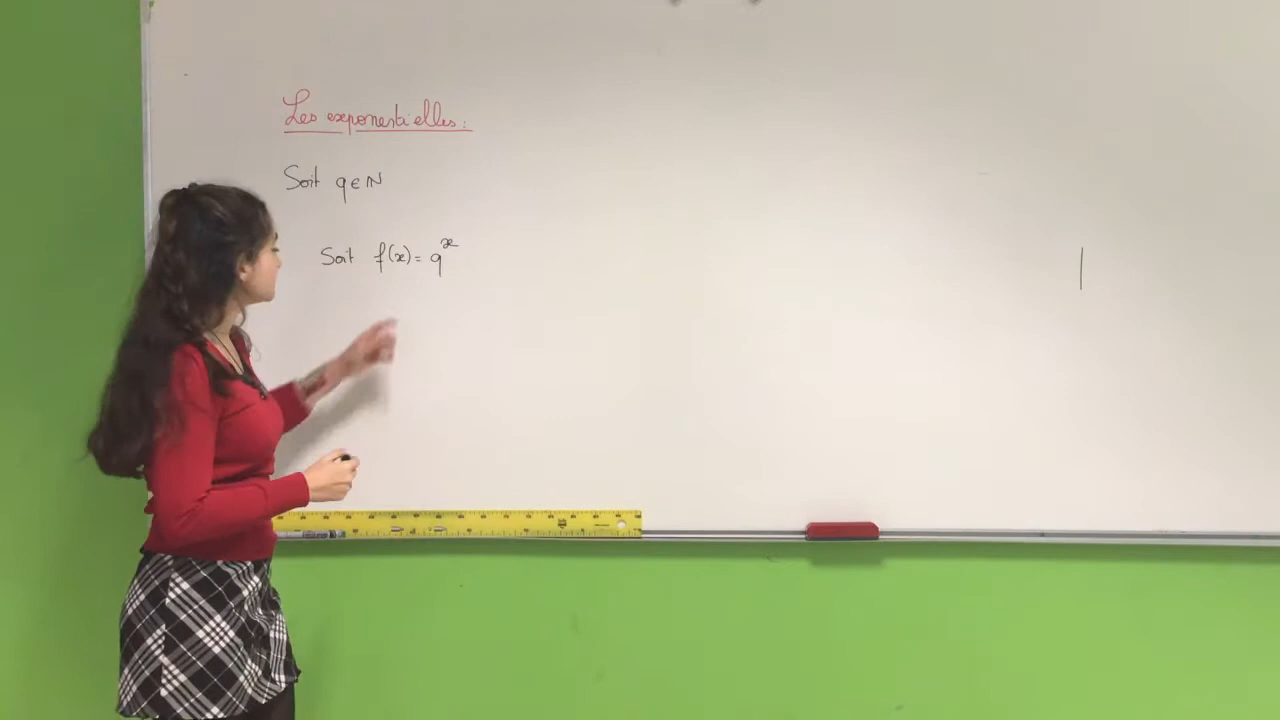 Les exponentielles :
Soit q ∈ ℕ
Soit f(x) = q^x